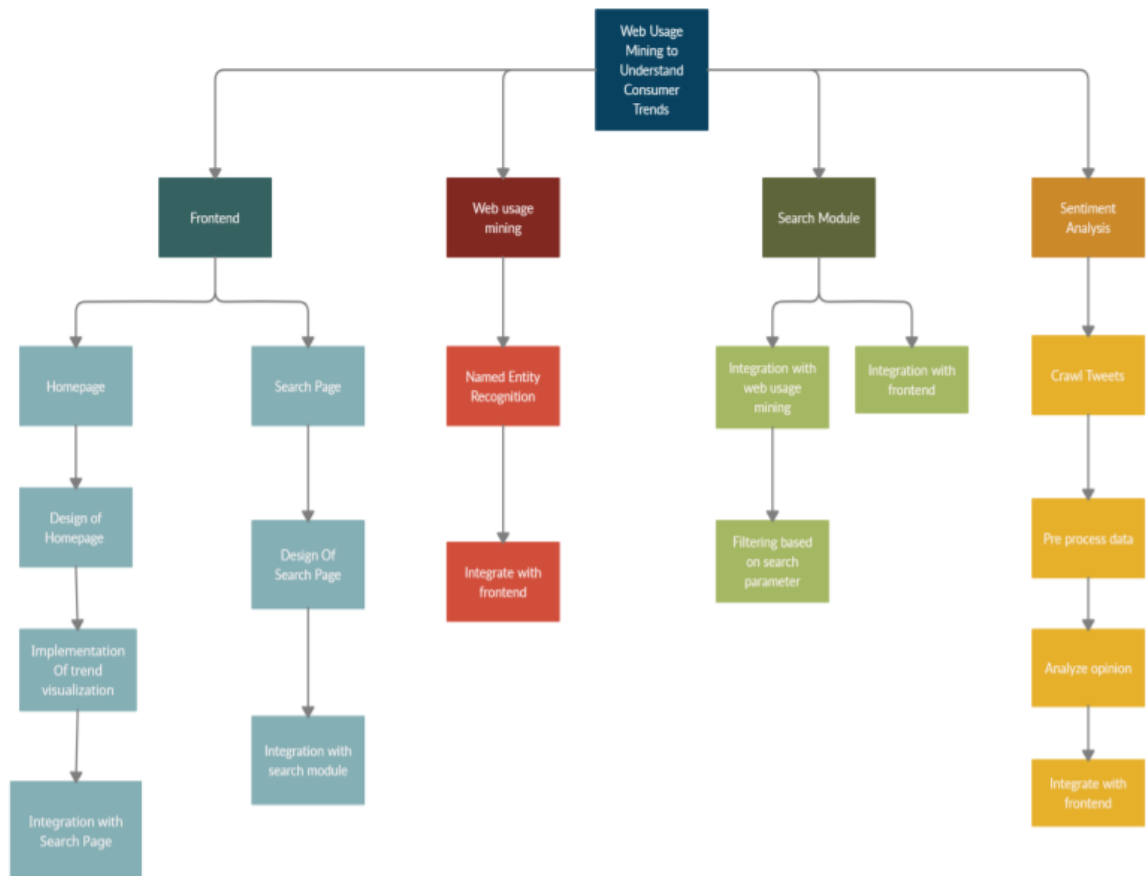 Web Usage
Mining to
Understand
Consumer
Trends
Frontend
Web usage
mining
Search Module
Sentiment
Analysis
Homepage
Search Page
Named Entity
Recognition
Integration with
web usage
mining
Integration with
frontend
Crawl Tweets
Design of
Homepage
Design Of
Search Page
Integrate with
frontend
Filtering based
on search
parameter
Pre process data
Implementation
Of trend
visualization
Analyze opinion
Integration with
search module
Integrate with
frontend
Integration with
Search Page